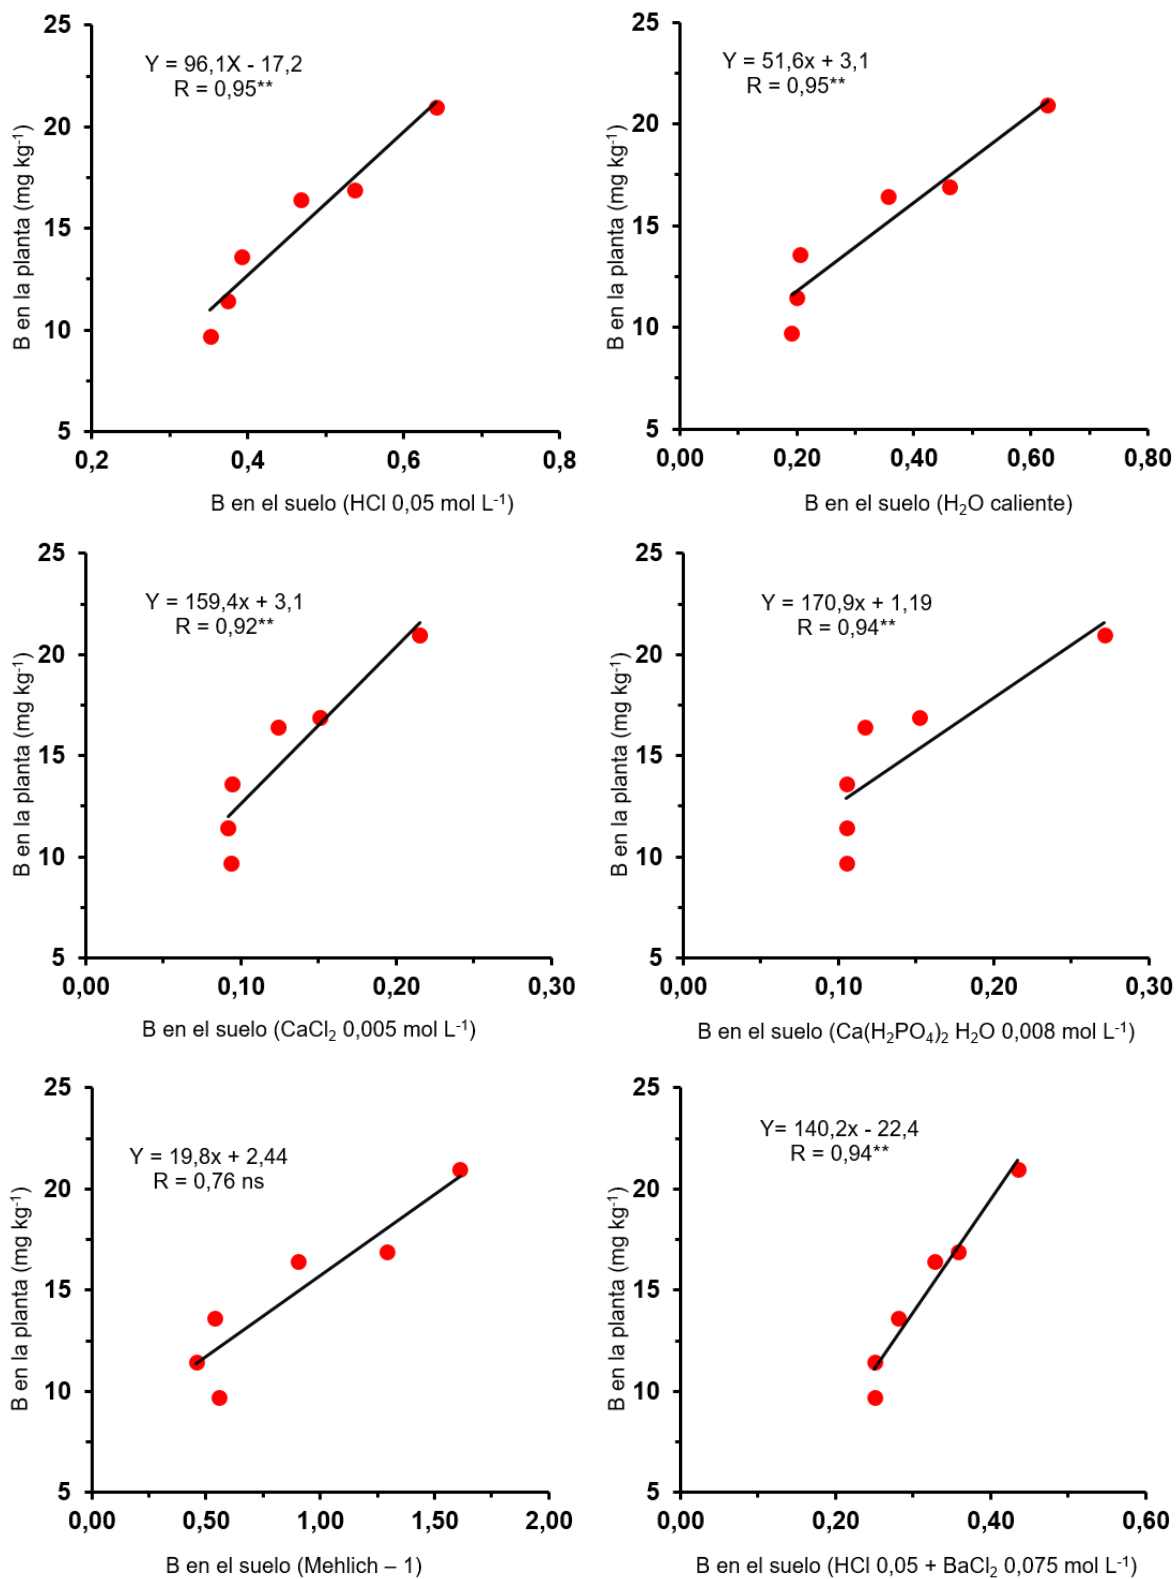 25
20
15
10
5
B en la planta (mg kg⁻¹)
Y = 96,1X - 17,2
R = 0,95**
0,2
0,4
0,6
0,8
B en el suelo (HCl 0,05 mol L⁻¹)
25
20
15
10
5
B en la planta (mg kg⁻¹)
Y = 51,6x + 3,1
R = 0,95**
0,00
0,20
0,40
0,60
0,80
B en el suelo (H₂O caliente)
25
20
15
10
5
B en la planta (mg kg⁻¹)
Y = 159,4x + 3,1
R = 0,92**
0,00
0,10
0,20
0,30
B en el suelo (CaCl₂ 0,005 mol L⁻¹)
25
20
15
10
5
B en la planta (mg kg⁻¹)
Y = 170,9x + 1,19
R = 0,94**
0,00
0,10
0,20
0,30
B en el suelo (Ca(H₂PO₄)₂ H₂O 0,008 mol L⁻¹)
25
20
15
10
5
B en la planta (mg kg⁻¹)
Y = 19,8x + 2,44
R = 0,76 ns
0,00
0,50
1,00
1,50
2,00
B en el suelo (Mehlich – 1)
25
20
15
10
5
B en la planta (mg kg⁻¹)
Y= 140,2x - 22,4
R = 0,94**
0,00
0,20
0,40
0,60
B en el suelo (HCl 0,05 + BaCl₂ 0,075 mol L⁻¹)